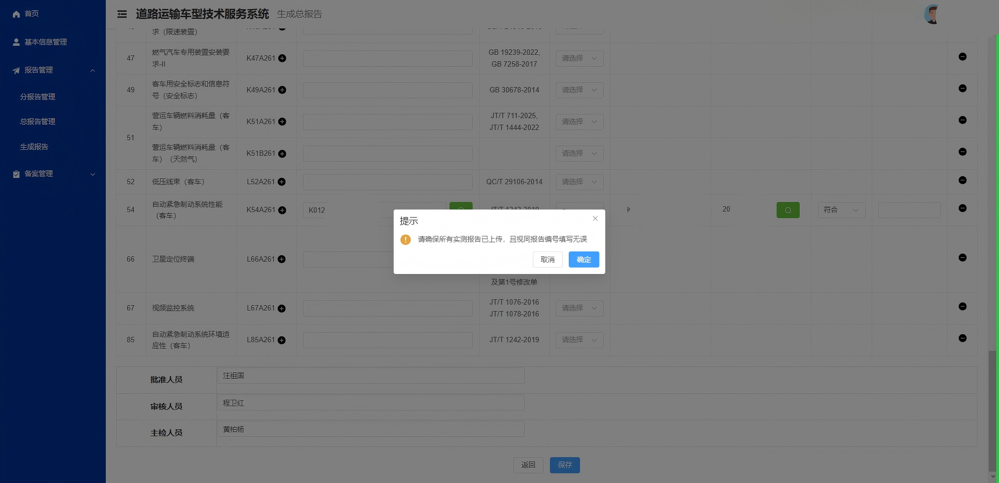 首页
基本信息管理
报告管理
分报告管理
总报告管理
生成报告
备案管理
道路运输车型技术服务系统 生成总报告
求（限速装置）
47 燃气汽车专用装置安装要求-II K47A261 GB 19239-2022, GB 7258-2017 请选择
49 客车用安全标志和信息符号（安全标志） K49A261 GB 30678-2014 请选择
51 营运车辆燃料消耗量（客车） K51A261 JT/T 711-2025, JT/T 1444-2022 请选择
营运车辆燃料消耗量（客车）（天然气） K51B261 请选择
52 低压线束（客车） L52A261 QC/T 29106-2014 请选择
54 自动紧急制动系统性能（客车） K54A261 K012 JT/T 1242-2019 20 符合
66 卫星定位终端 L66A261 及第1号修改单
67 视频监控系统 L67A261 JT/T 1076-2016 JT/T 1078-2016 请选择
85 自动紧急制动系统环境适应性（客车） L85A261 JT/T 1242-2019 请选择
提示
请确保所有实测报告已上传，且视同报告编号填写无误
取消 确定
批准人员 汪祖国
审核人员 程卫红
主检人员 黄柏杨
返回 保存